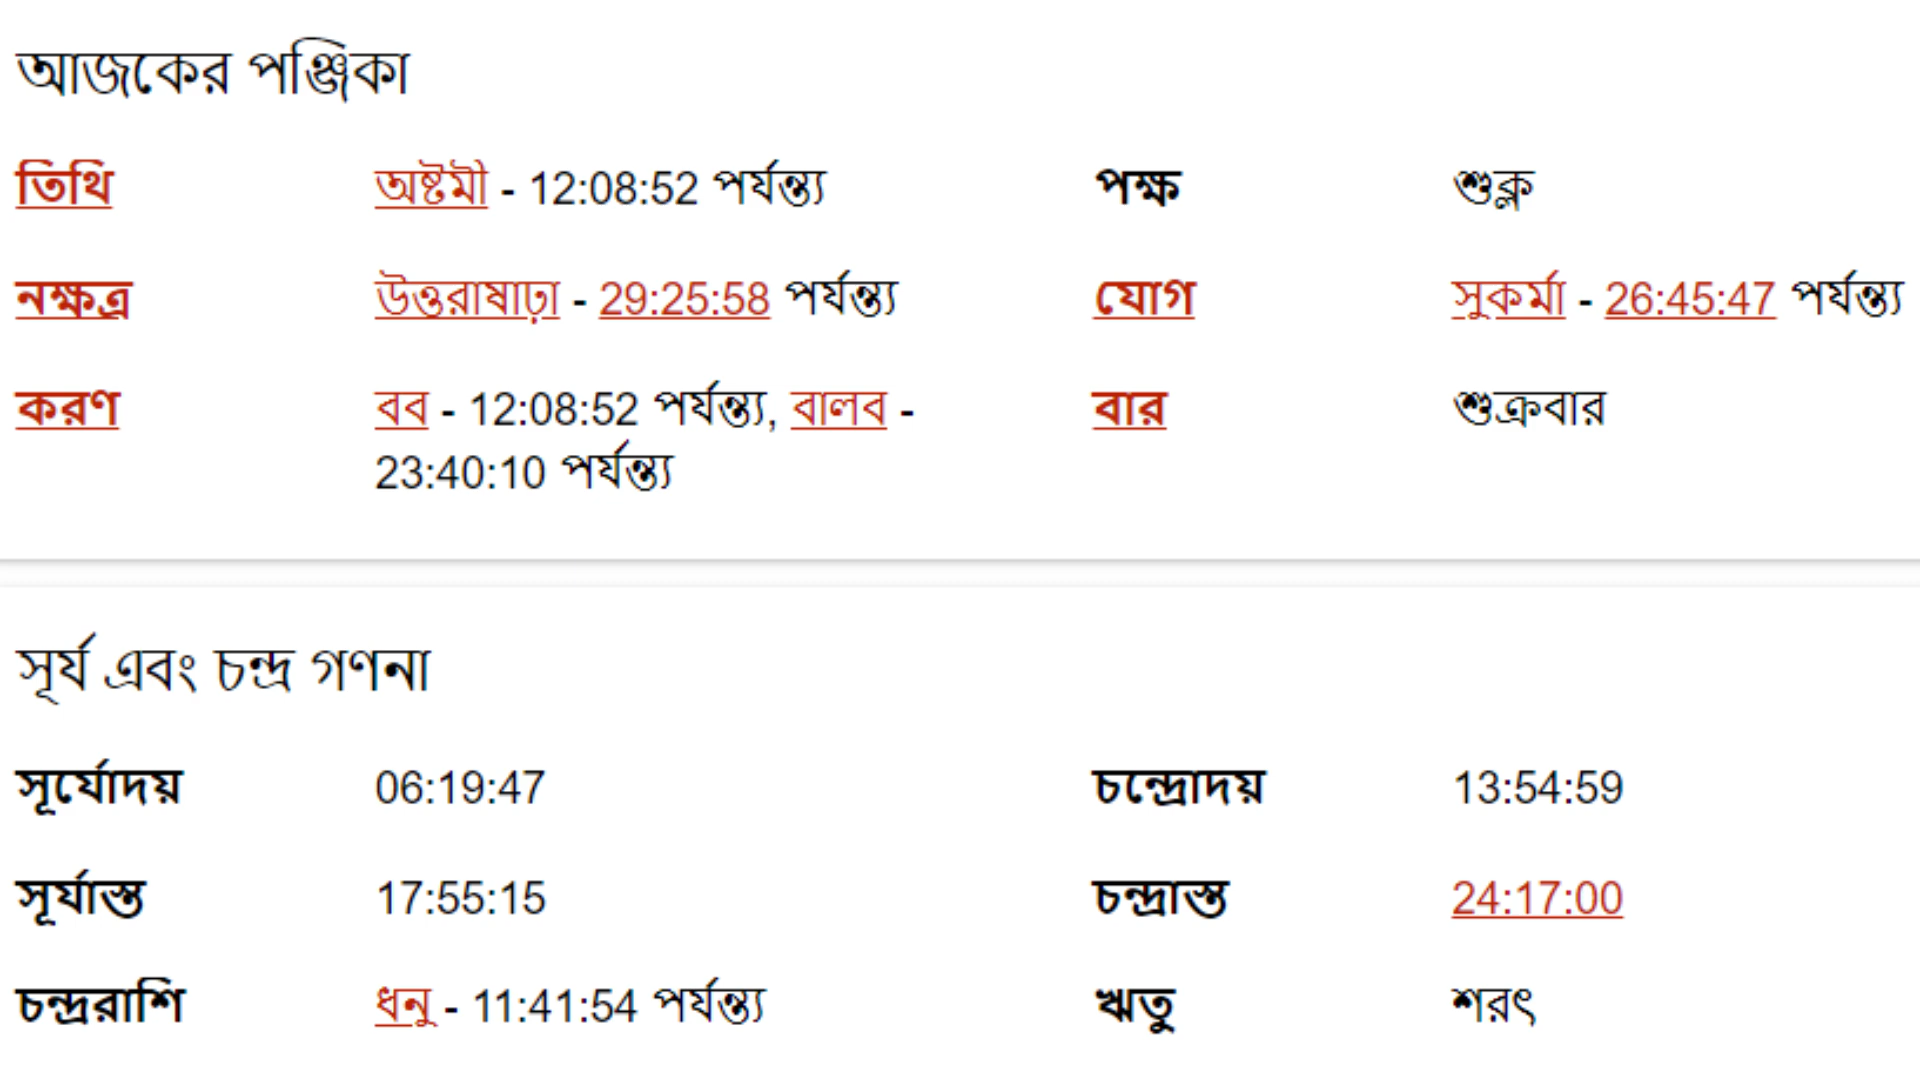 আজকের পঞ্জিকা
তিথি অষ্টমী - 12:08:52 পর্যন্ত্য পক্ষ শুক্ল
নক্ষত্র উত্তরাষাঢ়া - 29:25:58 পর্যন্ত্য যোগ সুকর্মা - 26:45:47 পর্যন্ত্য
করণ বব - 12:08:52 পর্যন্ত্য, বালব - বার শুক্রবার
23:40:10 পর্যন্ত্য
সূর্য এবং চন্দ্র গণনা
সূর্যোদয় 06:19:47 চন্দ্রোদয় 13:54:59
সূর্যাস্ত 17:55:15 চন্দ্রাস্ত 24:17:00
চন্দ্ররাশি ধনু - 11:41:54 পর্যন্ত্য ঋতু শরৎ